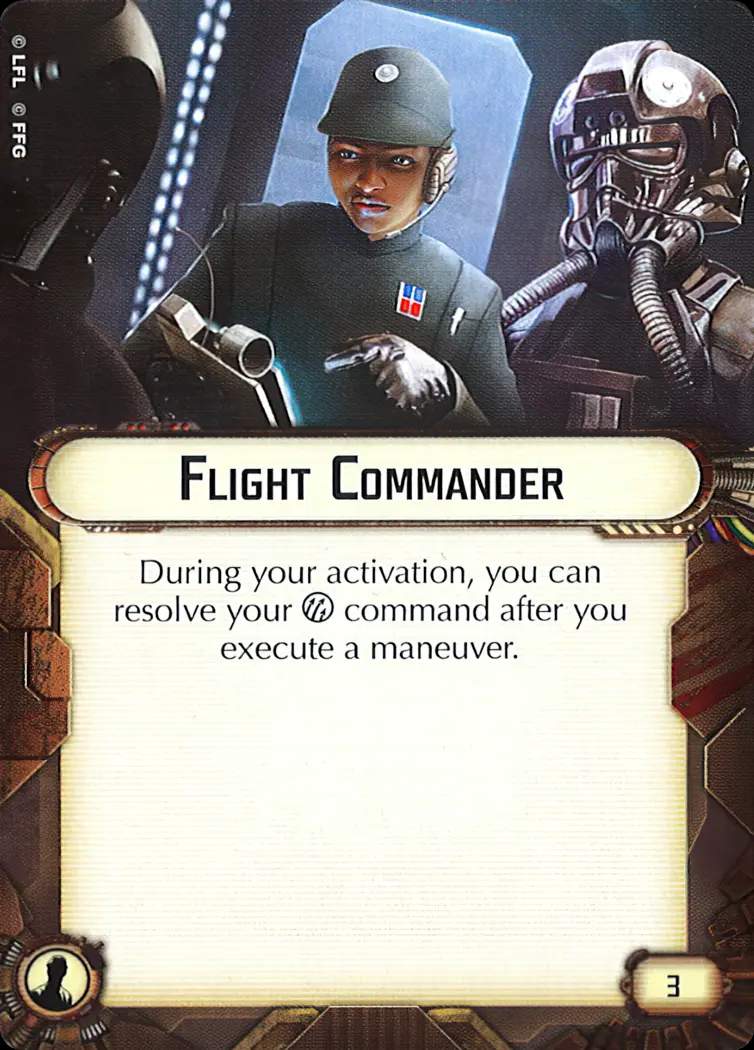 © LFL © FFG
FLIGHT COMMANDER
During your activation, you can
resolve your command after you
execute a maneuver.
3